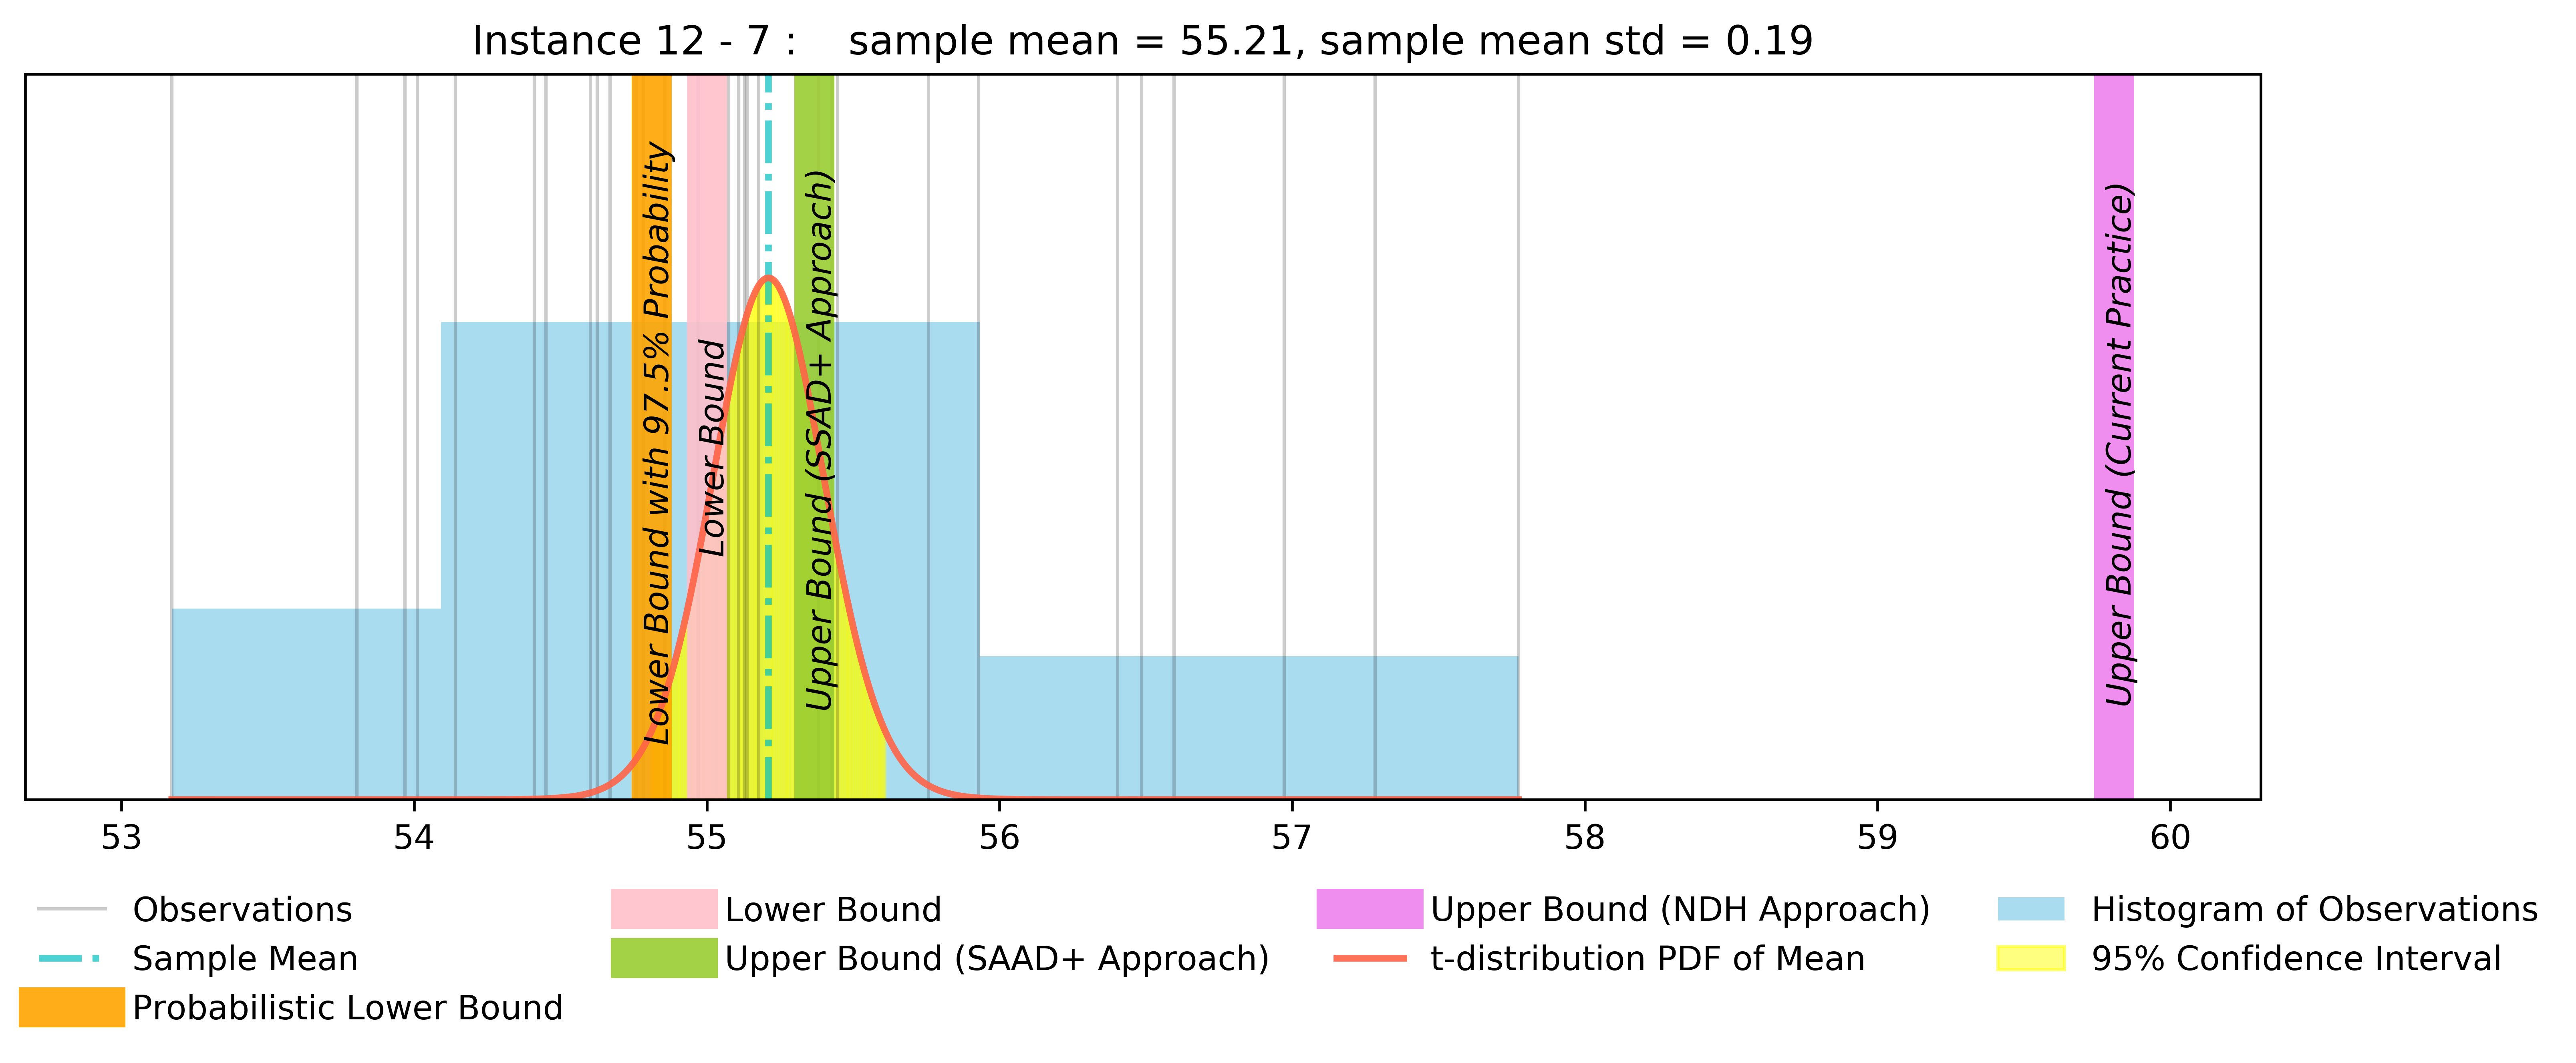 Instance 12 - 7 :    sample mean = 55.21, sample mean std = 0.19
Lower Bound with 97.5% Probability
Lower Bound
Upper Bound (SSAD+ Approach)
Upper Bound (Current Practice)
53 54 55 56 57 58 59 60
Observations
Sample Mean
Probabilistic Lower Bound
Lower Bound
Upper Bound (SAAD+ Approach)
Upper Bound (NDH Approach)
t-distribution PDF of Mean
Histogram of Observations
95% Confidence Interval